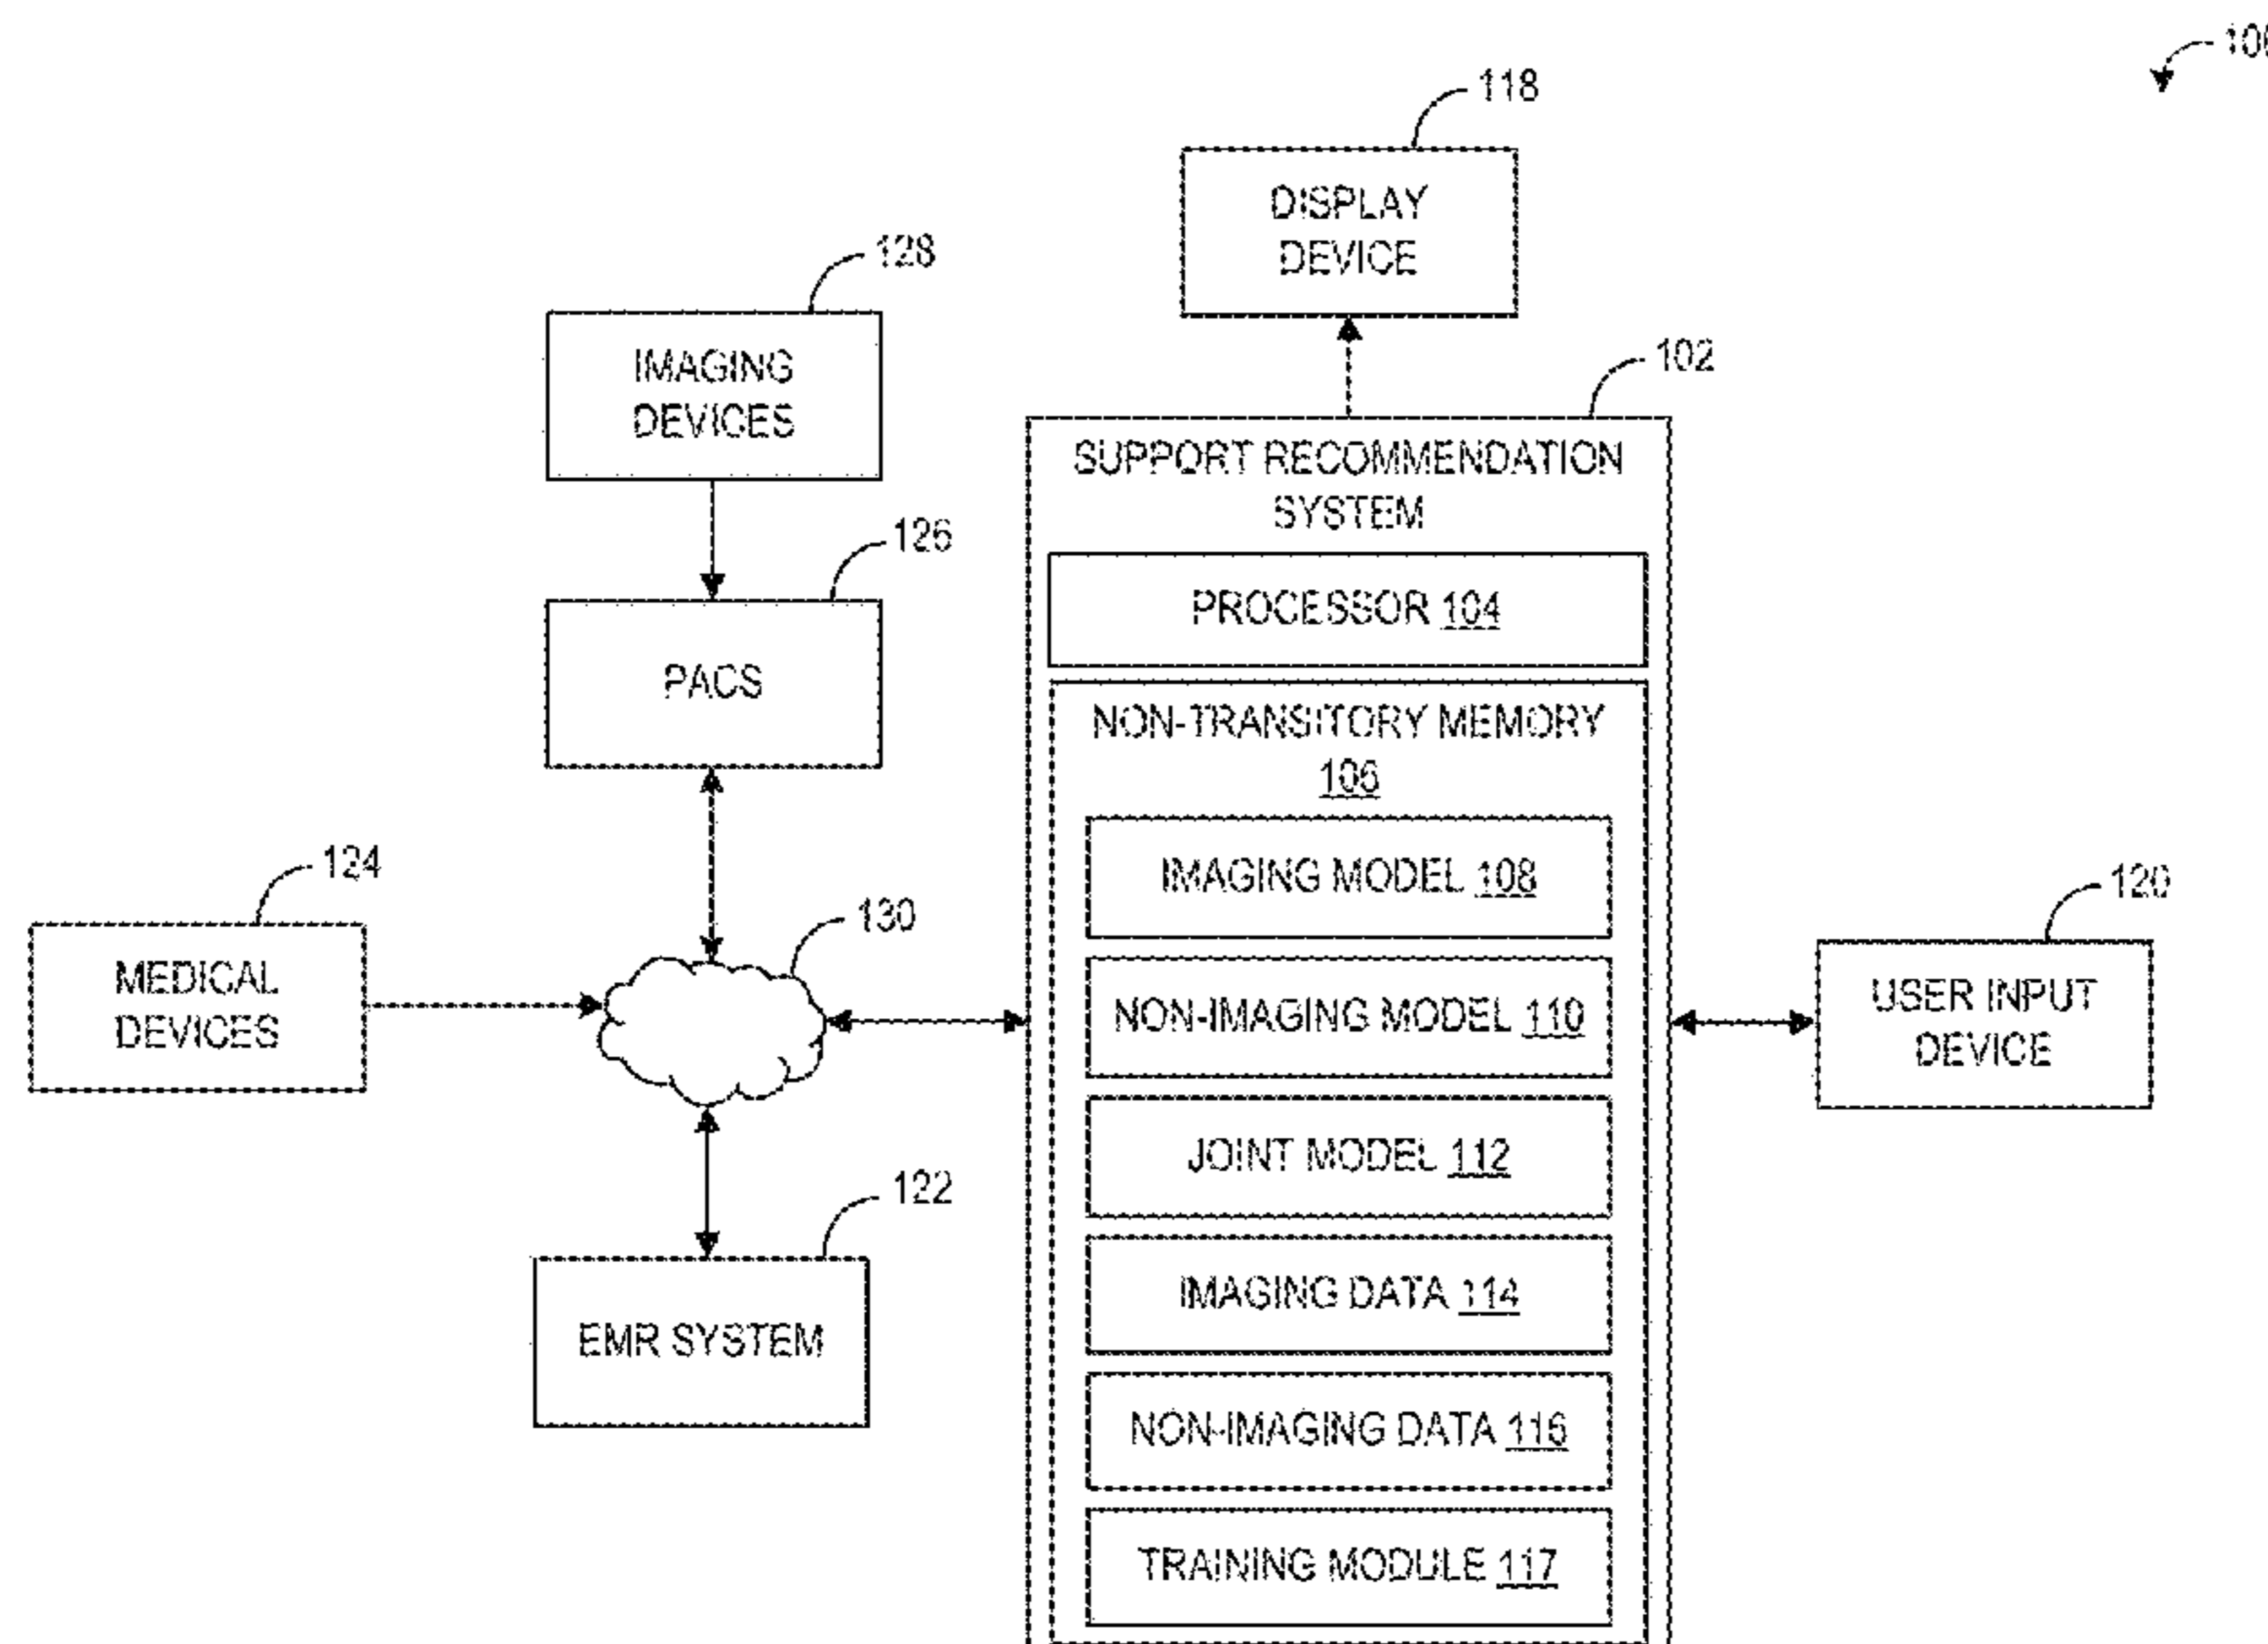 100
118
DISPLAY
DEVICE
128
IMAGING
DEVICES
102
SUPPORT RECOMMENDATION
SYSTEM
126
PROCESSOR 104
PACS
NON-TRANSITORY MEMORY
106
124
IMAGING MODEL 108
120
130
MEDICAL
DEVICES
NON-IMAGING MODEL 110
USER INPUT
DEVICE
JOINT MODEL 112
122
IMAGING DATA 114
EMR SYSTEM
NON-IMAGING DATA 116
TRAINING MODULE 117